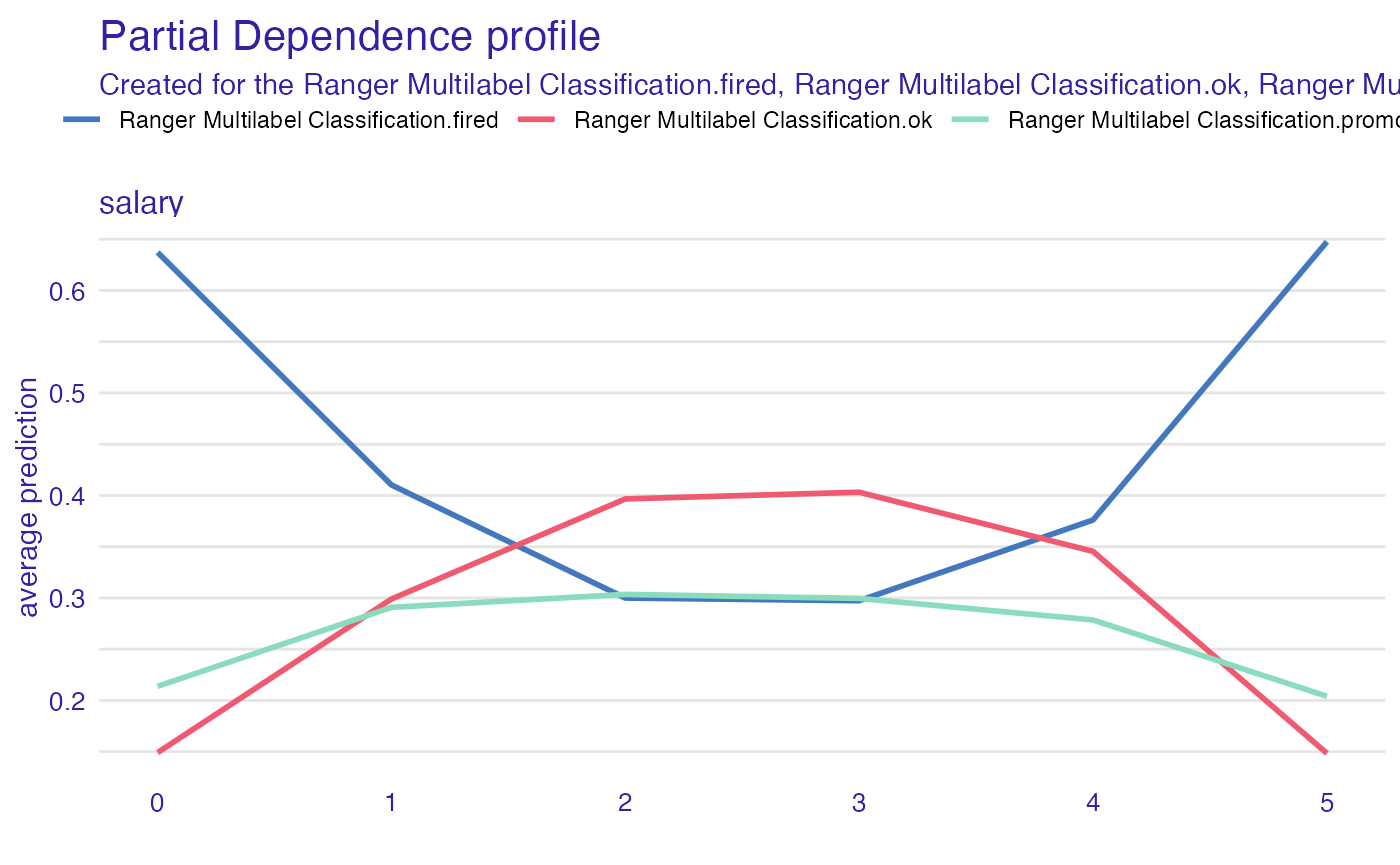 Partial Dependence profile
Created for the Ranger Multilabel Classification.fired, Ranger Multilabel Classification.ok, Ranger Mu
Ranger Multilabel Classification.fired Ranger Multilabel Classification.ok Ranger Multilabel Classification.promo
salary
average prediction
0.6
0.5
0.4
0.3
0.2
0 1 2 3 4 5